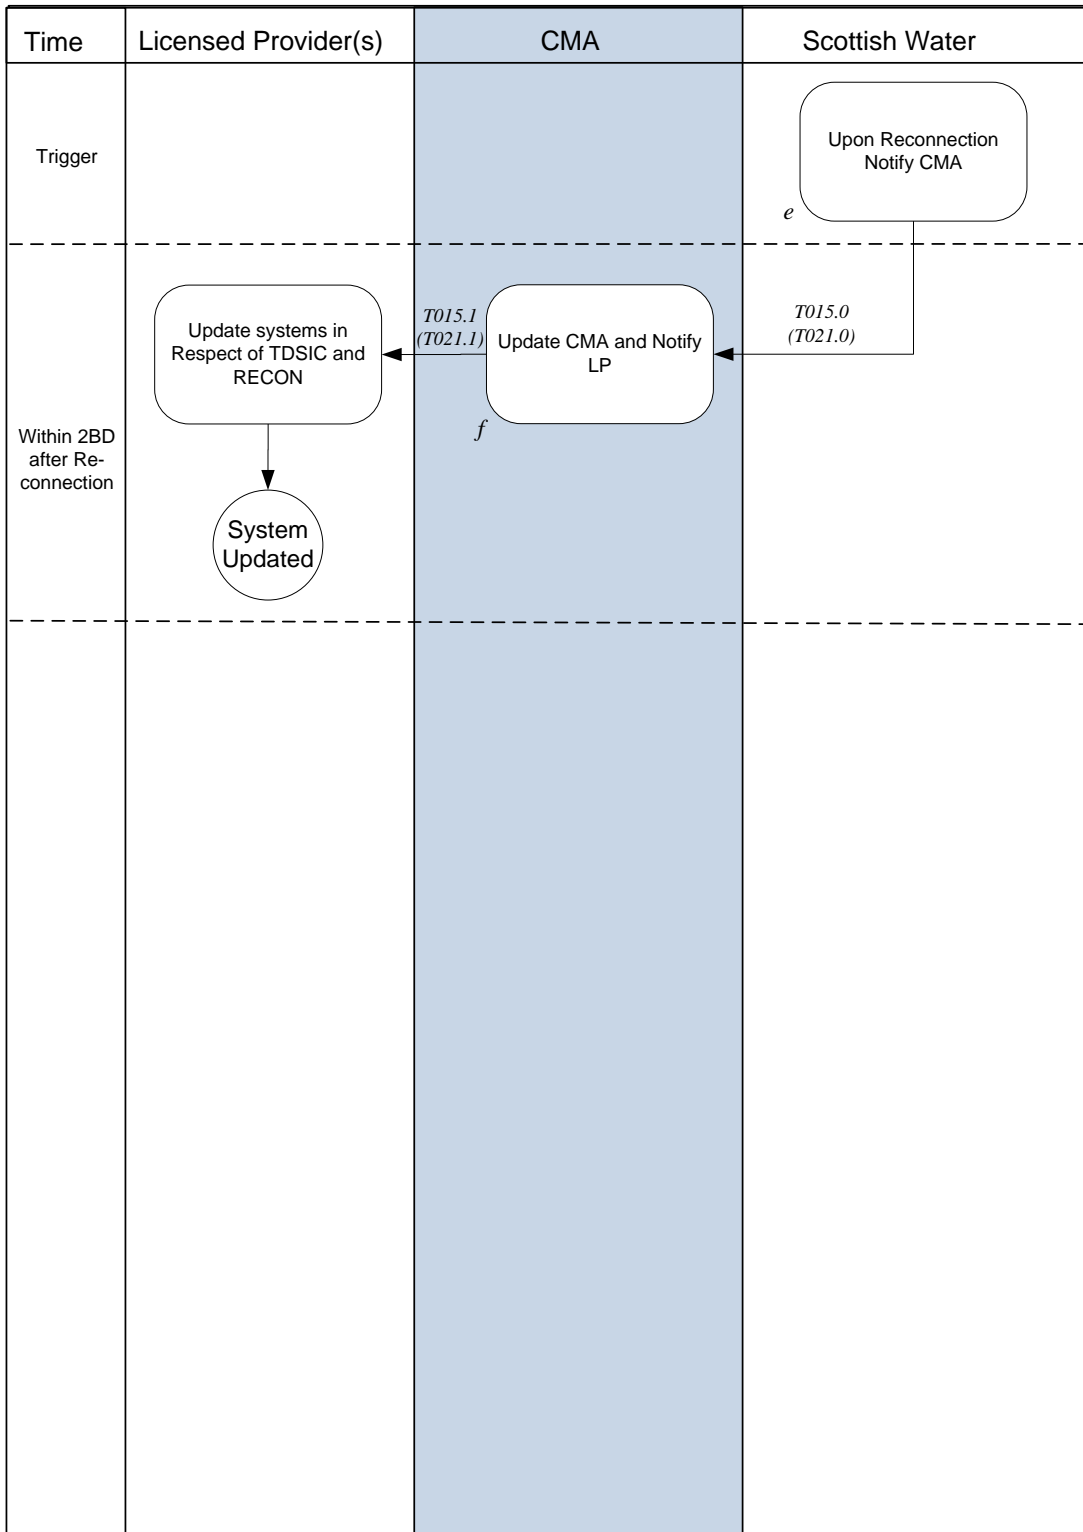 Time
Licensed Provider(s)
CMA
Scottish Water
Trigger
Upon Reconnection
Notify CMA
e
Within 2BD
after Re-
connection
Update systems in
Respect of TDSIC and
RECON
T015.1
(T021.1)
Update CMA and Notify
LP
f
T015.0
(T021.0)
System
Updated